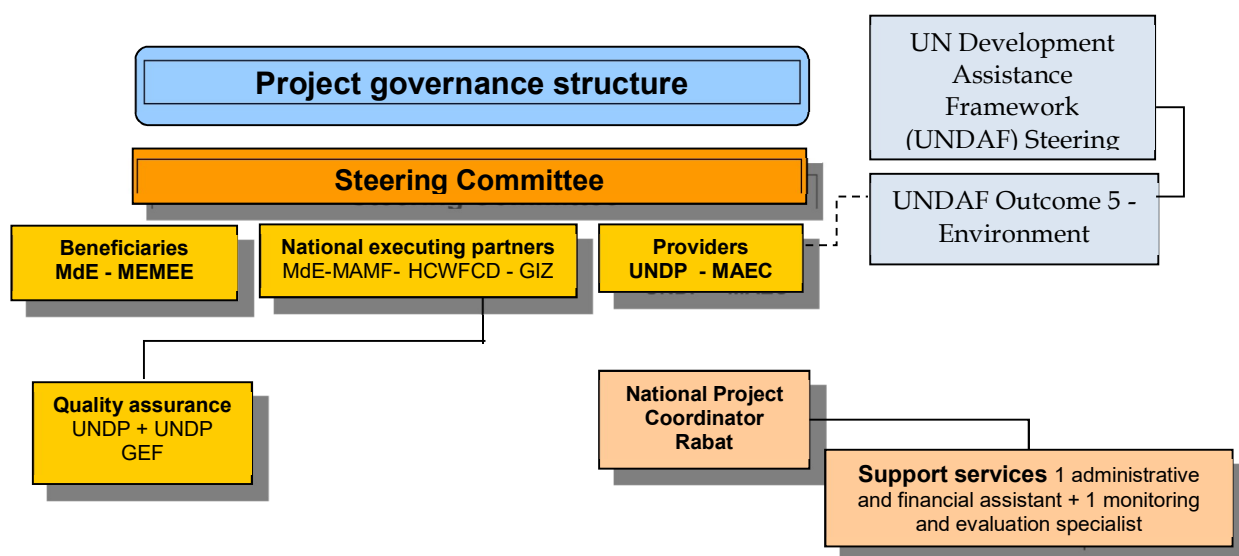 Project governance structure
UN Development
Assistance
Framework
(UNDAF) Steering
Steering Committee
UNDAF Outcome 5 -
Environment
Beneficiaries
MdE - MEMEE
National executing partners
MdE-MAMF- HCWFCD - GIZ
Providers
UNDP - MAEC
Quality assurance
UNDP + UNDP
GEF
National Project
Coordinator
Rabat
Support services 1 administrative
and financial assistant + 1 monitoring
and evaluation specialist